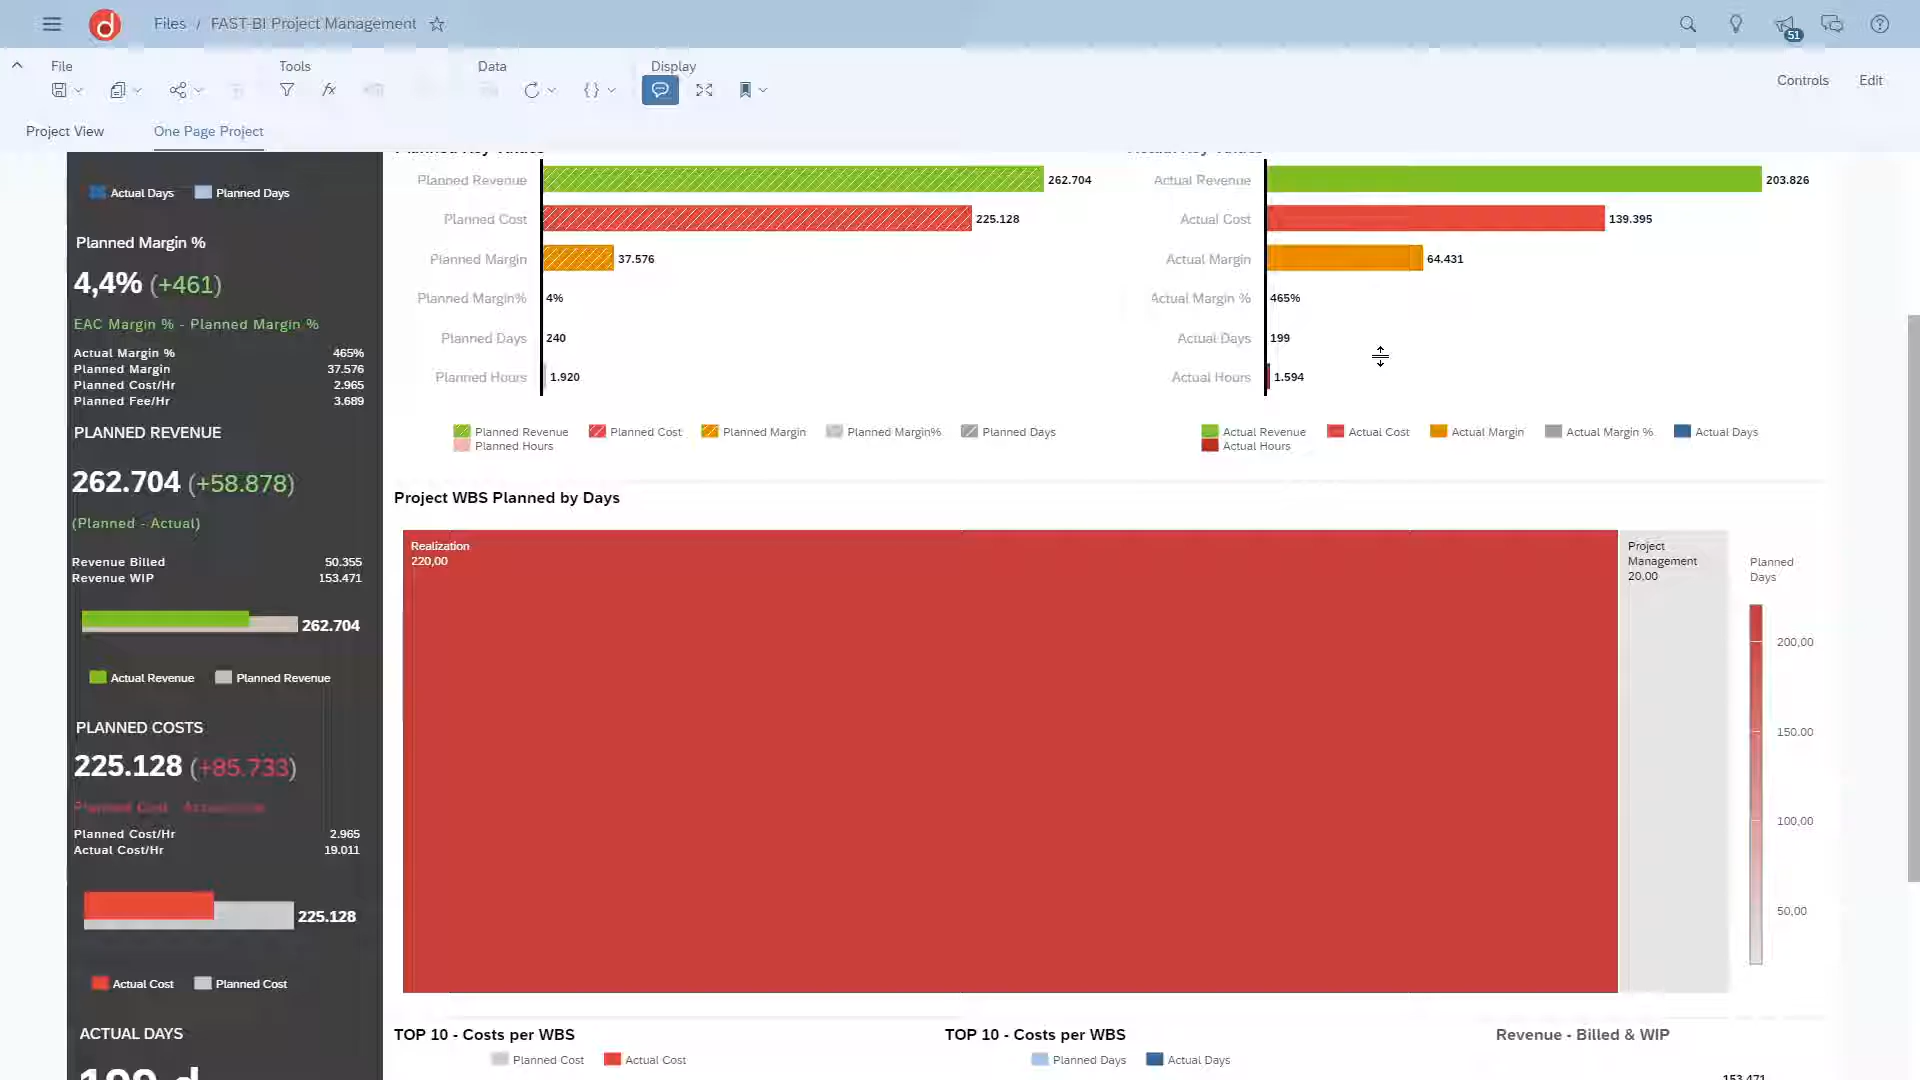 Files / FAST-BI Project Management
51
File
Tools
Data
Display
Controls
Edit
Project View
One Page Project
Actual Days
Planned Days
Planned Margin %
4,4% (+461)
EAC Margin % - Planned Margin %
Actual Margin % 465%
Planned Margin 37.576
Planned Cost/Hr 2.965
Planned Fee/Hr 3.689
PLANNED REVENUE
262.704 (+58.878)
(Planned - Actual)
Revenue Billed 50.355
Revenue WIP 153.471
262.704
Actual Revenue
Planned Revenue
PLANNED COSTS
225.128 (+85.733)
Planned Cost/Hr 2.965
Actual Cost/Hr 19.011
225.128
Actual Cost
Planned Cost
ACTUAL DAYS
Planned Revenue 262.704
Planned Cost 225.128
Planned Margin 37.576
Planned Margin% 4%
Planned Days 240
Planned Hours 1.920
Planned Revenue
Planned Cost
Planned Margin
Planned Margin%
Planned Days
Planned Hours
Actual Revenue 203.826
Actual Cost 139.395
Actual Margin 64.431
Actual Margin % 465%
Actual Days 199
Actual Hours 1.594
Actual Revenue
Actual Cost
Actual Margin
Actual Margin %
Actual Days
Actual Hours
Project WBS Planned by Days
Realization
220,00
Project
Management
20,00
Planned
Days
200,00
150.00
100,00
50,00
TOP 10 - Costs per WBS
Planned Cost
Actual Cost
TOP 10 - Costs per WBS
Planned Days
Actual Days
Revenue - Billed & WIP
153.471